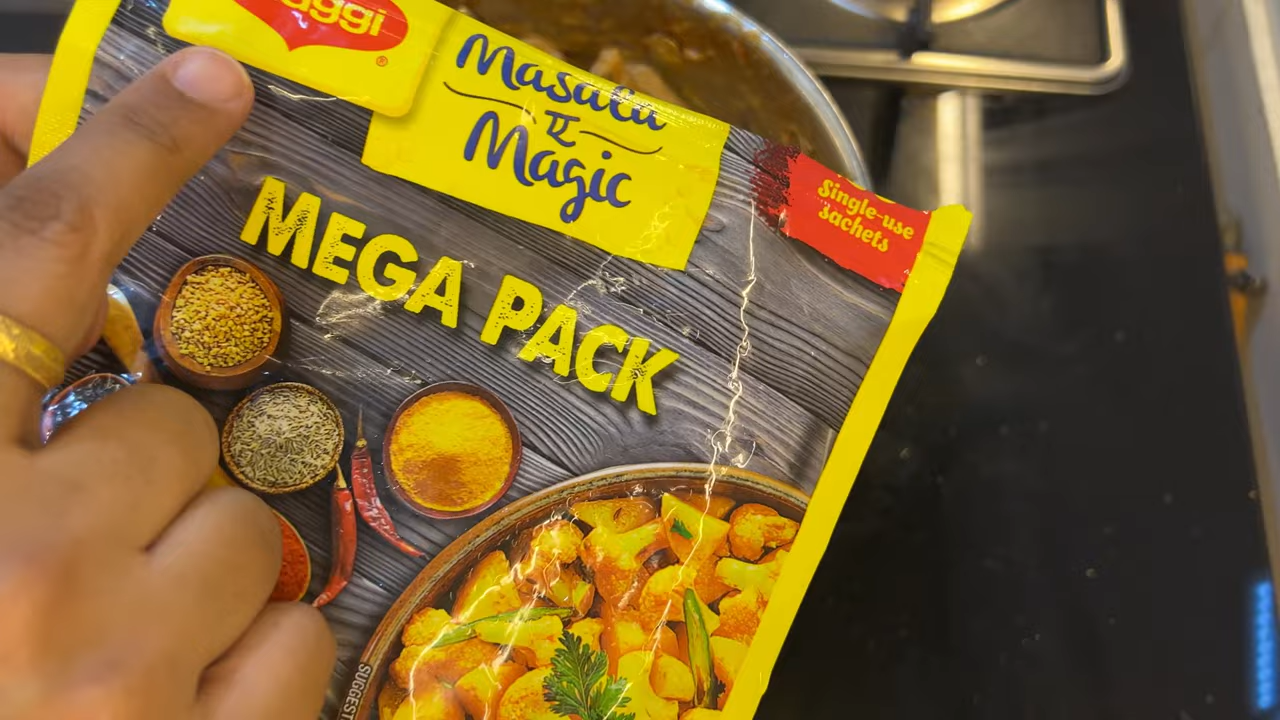 aggi
®
Masala
ए
Magic
MEGA PACK
Single-use
sachets
SUGGEST